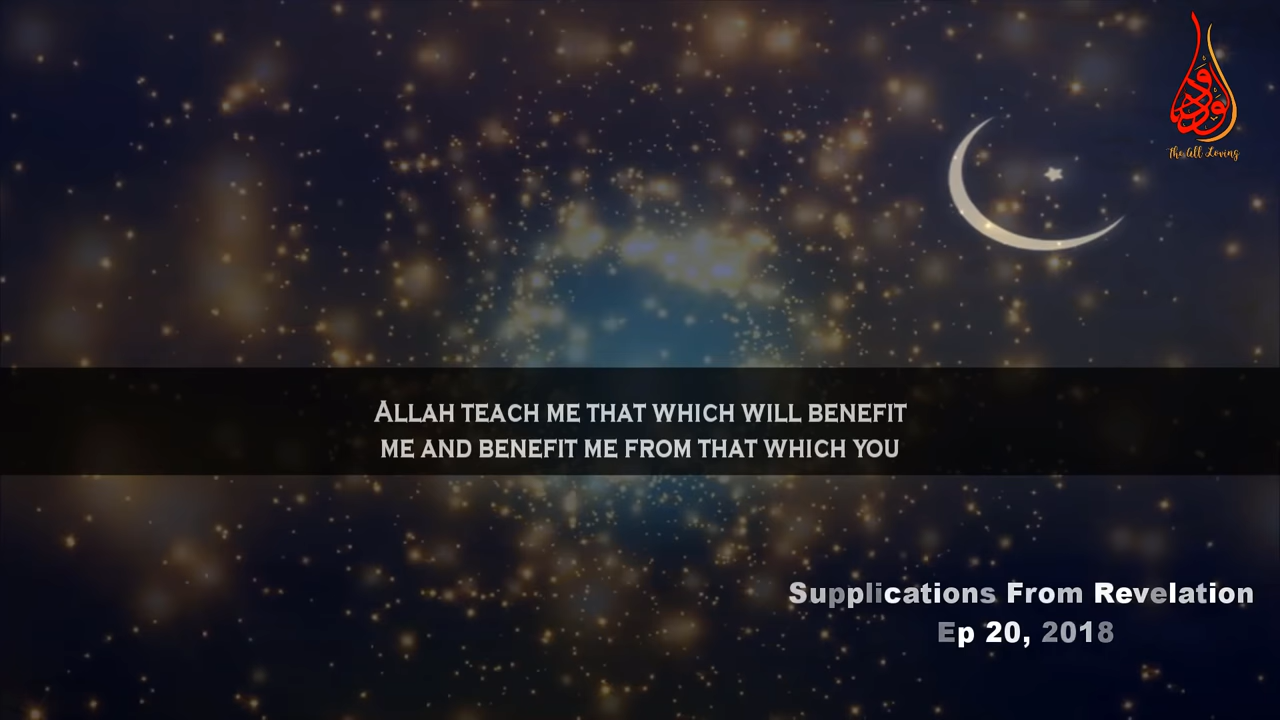 The All Loving
ALLAH TEACH ME THAT WHICH WILL BENEFIT
ME AND BENEFIT ME FROM THAT WHICH YOU
Supplications From Revelation
Ep 20, 2018